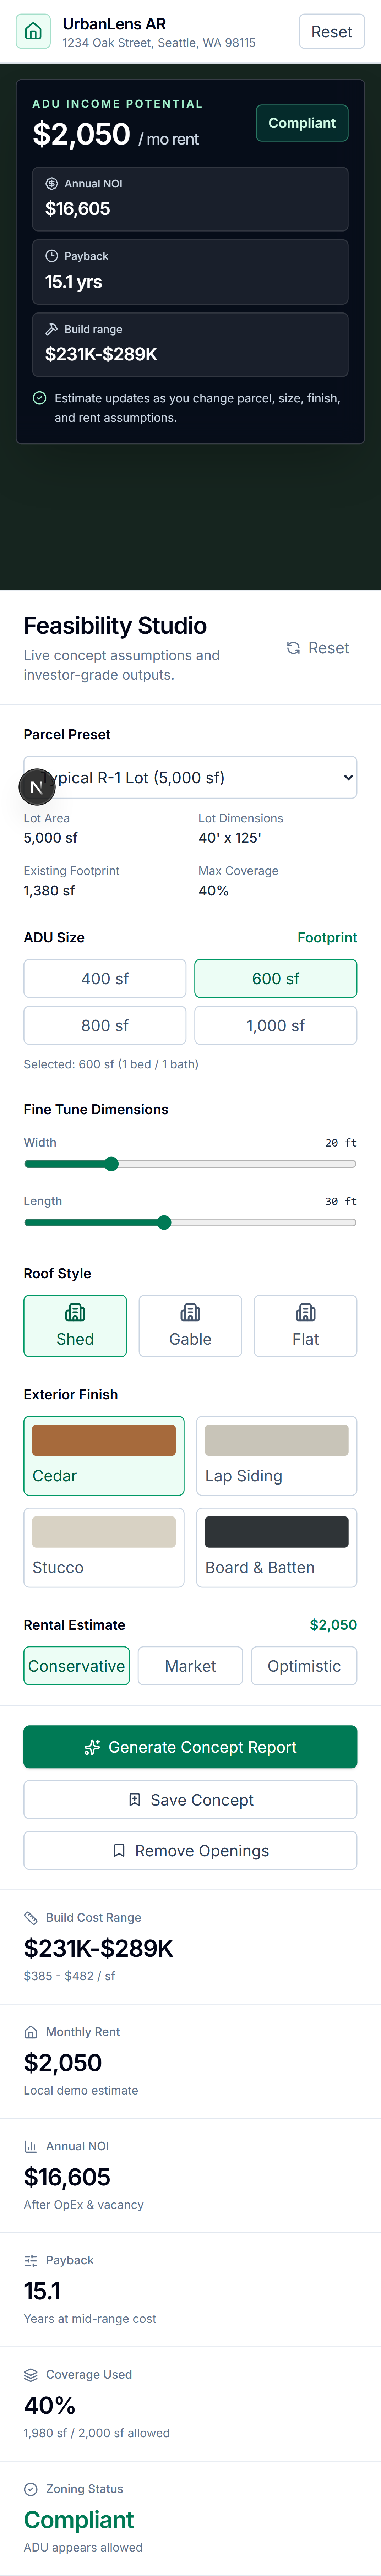 UrbanLens AR
1234 Oak Street, Seattle, WA 98115
Reset
ADU INCOME POTENTIAL
$2,050 / mo rent
Compliant
Annual NOI
$16,605
Payback
15.1 yrs
Build range
$231K-$289K
Estimate updates as you change parcel, size, finish,
and rent assumptions.
Feasibility Studio
Live concept assumptions and
investor-grade outputs.
Reset
Parcel Preset
Typical R-1 Lot (5,000 sf)
N
Lot Area
5,000 sf
Lot Dimensions
40' x 125'
Existing Footprint
1,380 sf
Max Coverage
40%
ADU Size
Footprint
400 sf
600 sf
800 sf
1,000 sf
Selected: 600 sf (1 bed / 1 bath)
Fine Tune Dimensions
Width
20 ft
Length
30 ft
Roof Style
Shed
Gable
Flat
Exterior Finish
Cedar
Lap Siding
Stucco
Board & Batten
Rental Estimate
$2,050
Conservative
Market
Optimistic
Generate Concept Report
Save Concept
Remove Openings
Build Cost Range
$231K-$289K
$385 - $482 / sf
Monthly Rent
$2,050
Local demo estimate
Annual NOI
$16,605
After OpEx & vacancy
Payback
15.1
Years at mid-range cost
Coverage Used
40%
1,980 sf / 2,000 sf allowed
Zoning Status
Compliant
ADU appears allowed